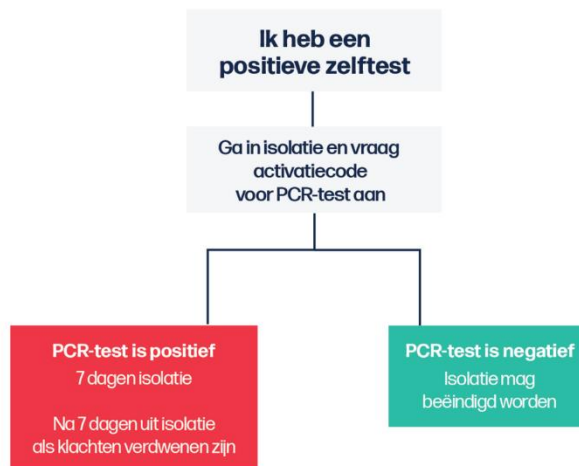 Ik heb een
positieve zelftest
Ga in isolatie en vraag
activatiecode
voor PCR-test aan
PCR-test is positief
7 dagen isolatie
Na 7 dagen uit isolatie
als klachten verdwenen zijn
PCR-test is negatief
Isolatie mag
beëindigd worden